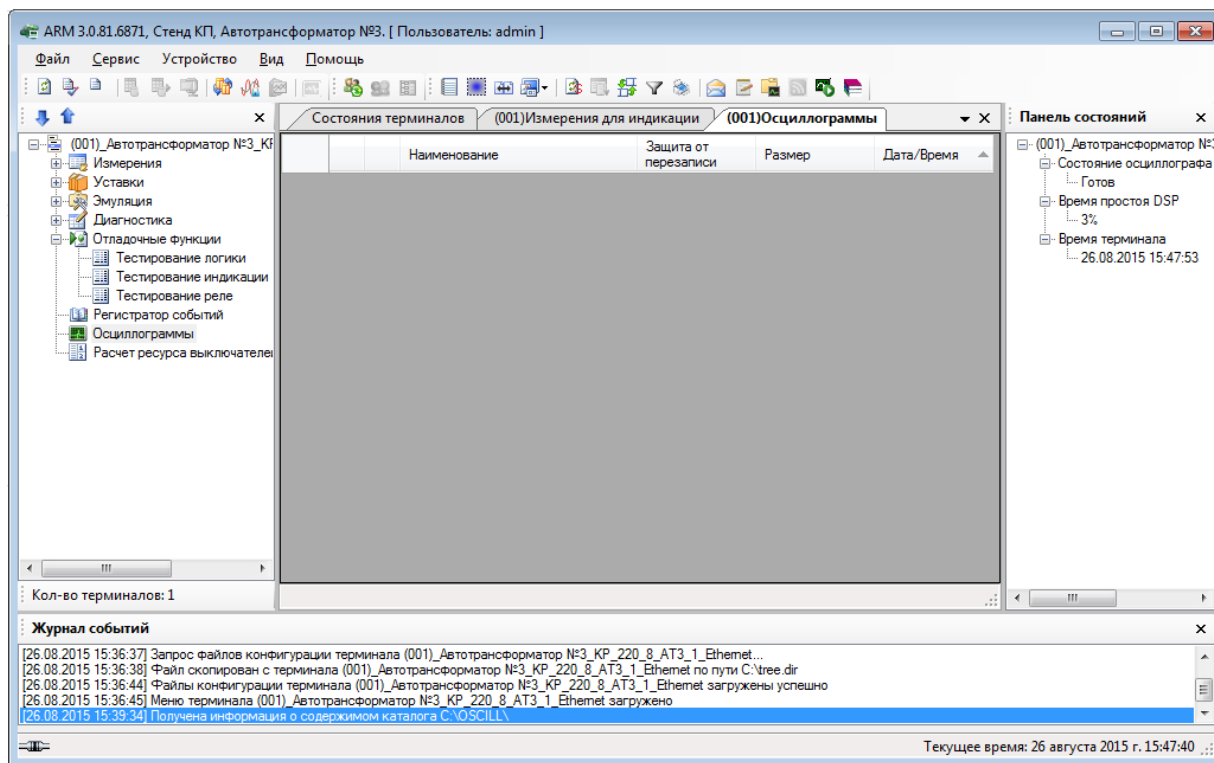 ARM 3.0.81.6871, Стенд КП, Автотрансформатор №3. [ Пользователь: admin ]
Файл Сервис Устройство Вид Помощь
Состояния терминалов (001)Измерения для индикации (001)Осциллограммы
(001)_Автотрансформатор №3_КР
Измерения
Уставки
Эмуляция
Диагностика
Отладочные функции
Тестирование логики
Тестирование индикации
Тестирование реле
Регистратор событий
Осциллограммы
Расчет ресурса выключателей
Кол-во терминалов: 1
Наименование
Защита от
перезаписи
Размер
Дата/Время
Панель состояний
(001)_Автотрансформатор №3
Состояние осциллографа
Готов
Время простоя DSP
3%
Время терминала
26.08.2015 15:47:53
Журнал событий
[26.08.2015 15:36:37] Запрос файлов конфигурации терминала (001)_Автотрансформатор №3_KP_220_8_AT3_1_Ethernet...
[26.08.2015 15:36:38] Файл скопирован с терминала (001)_Автотрансформатор №3_KP_220_8_AT3_1_Ethernet по пути C:\tree.dir
[26.08.2015 15:36:44] Файлы конфигурации терминала (001)_Автотрансформатор №3_KP_220_8_AT3_1_Ethernet загружены успешно
[26.08.2015 15:36:45] Меню терминала (001)_Автотрансформатор №3_KP_220_8_AT3_1_Ethernet загружено
[26.08.2015 15:39:34] Получена информация о содержимом каталога C:\OSCILL\
Текущее время: 26 августа 2015 г. 15:47:40